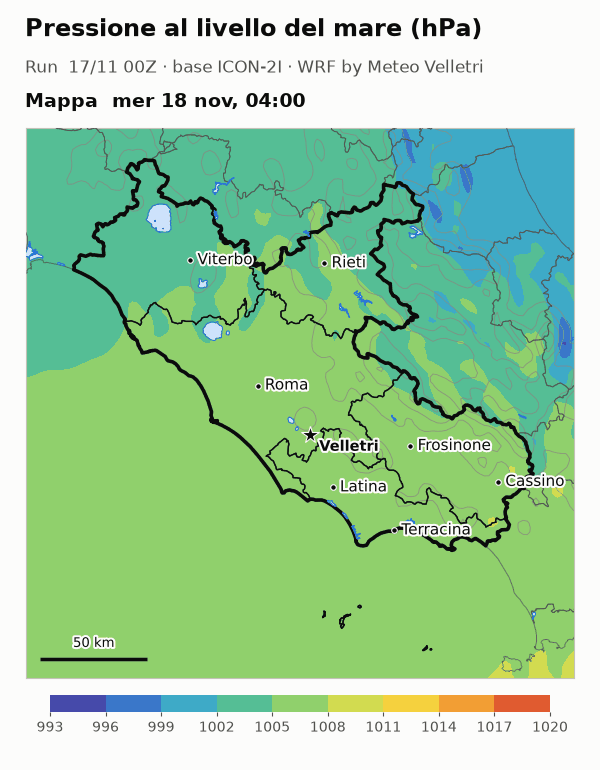 Pressione al livello del mare (hPa)
Run  17/11 00Z · base ICON-2I · WRF by Meteo Velletri
Mappa  mer 18 nov, 04:00
Viterbo
Rieti
Roma
Velletri
Frosinone
Cassino
Latina
Terracina
50 km
993 996 999 1002 1005 1008 1011 1014 1017 1020